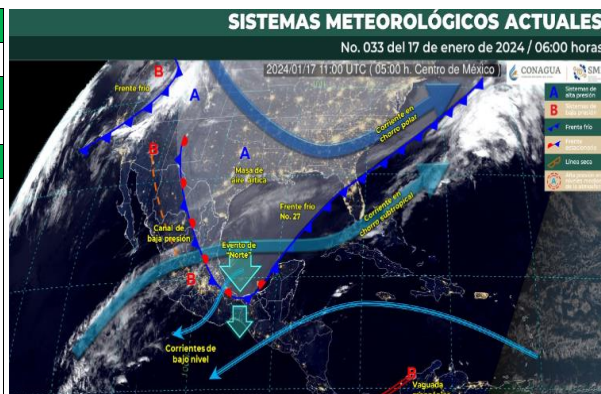 SISTEMAS METEOROLÓGICOS ACTUALES
No. 033 del 17 de enero de 2024 / 06:00 horas
2024/01/17 11:00 UTC ( 05:00 h. Centro de México )
CONAGUA
SM
A
Sistemas de
alta presión
B
Sistemas de
baja presión
Frente frío
Frente
estacionario
Línea seca
A
B
Frente frío
A
Corriente en
chorro polar
B
A
Masa de
aire ártica
Frente frío
No. 27
Corriente en
chorro subtropical
Canal de
baja presión
Evento de
"Norte"
B
Corrientes de
bajo nivel
B
Vaguada